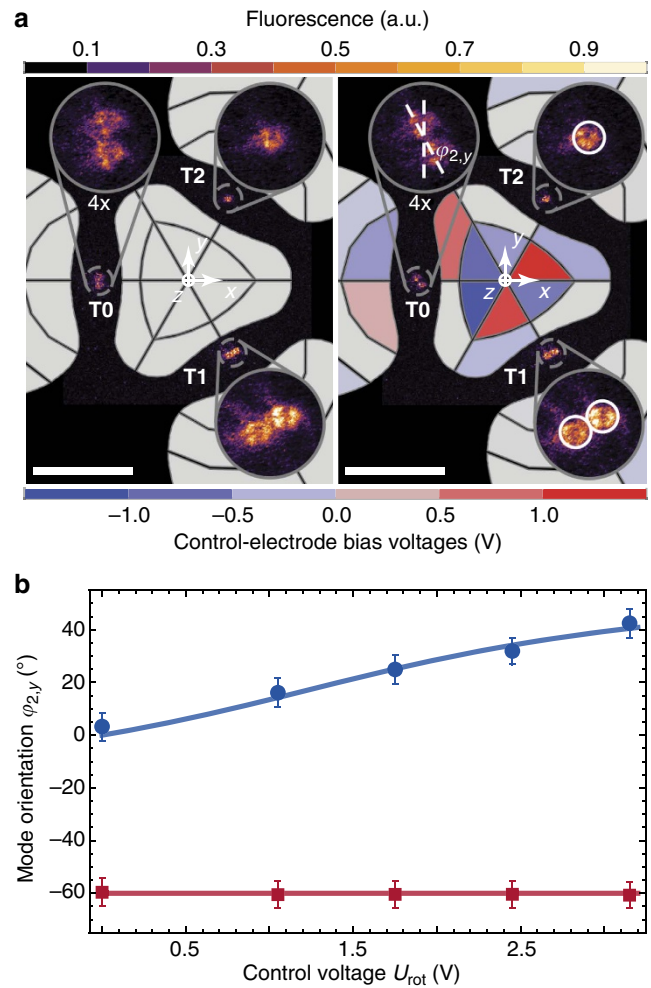 a
Fluorescence (a.u.)
0.1 0.3 0.5 0.7 0.9
4x
T2
T0
T1
y
x
z
4x
φ2,y
T2
T0
T1
y
x
z
–1.0 –0.5 0.0 0.5 1.0
Control-electrode bias voltages (V)
b
Mode orientation φ2,y (°)
40
20
0
–20
–40
–60
0.5 1.5 2.5
Control voltage Urot (V)